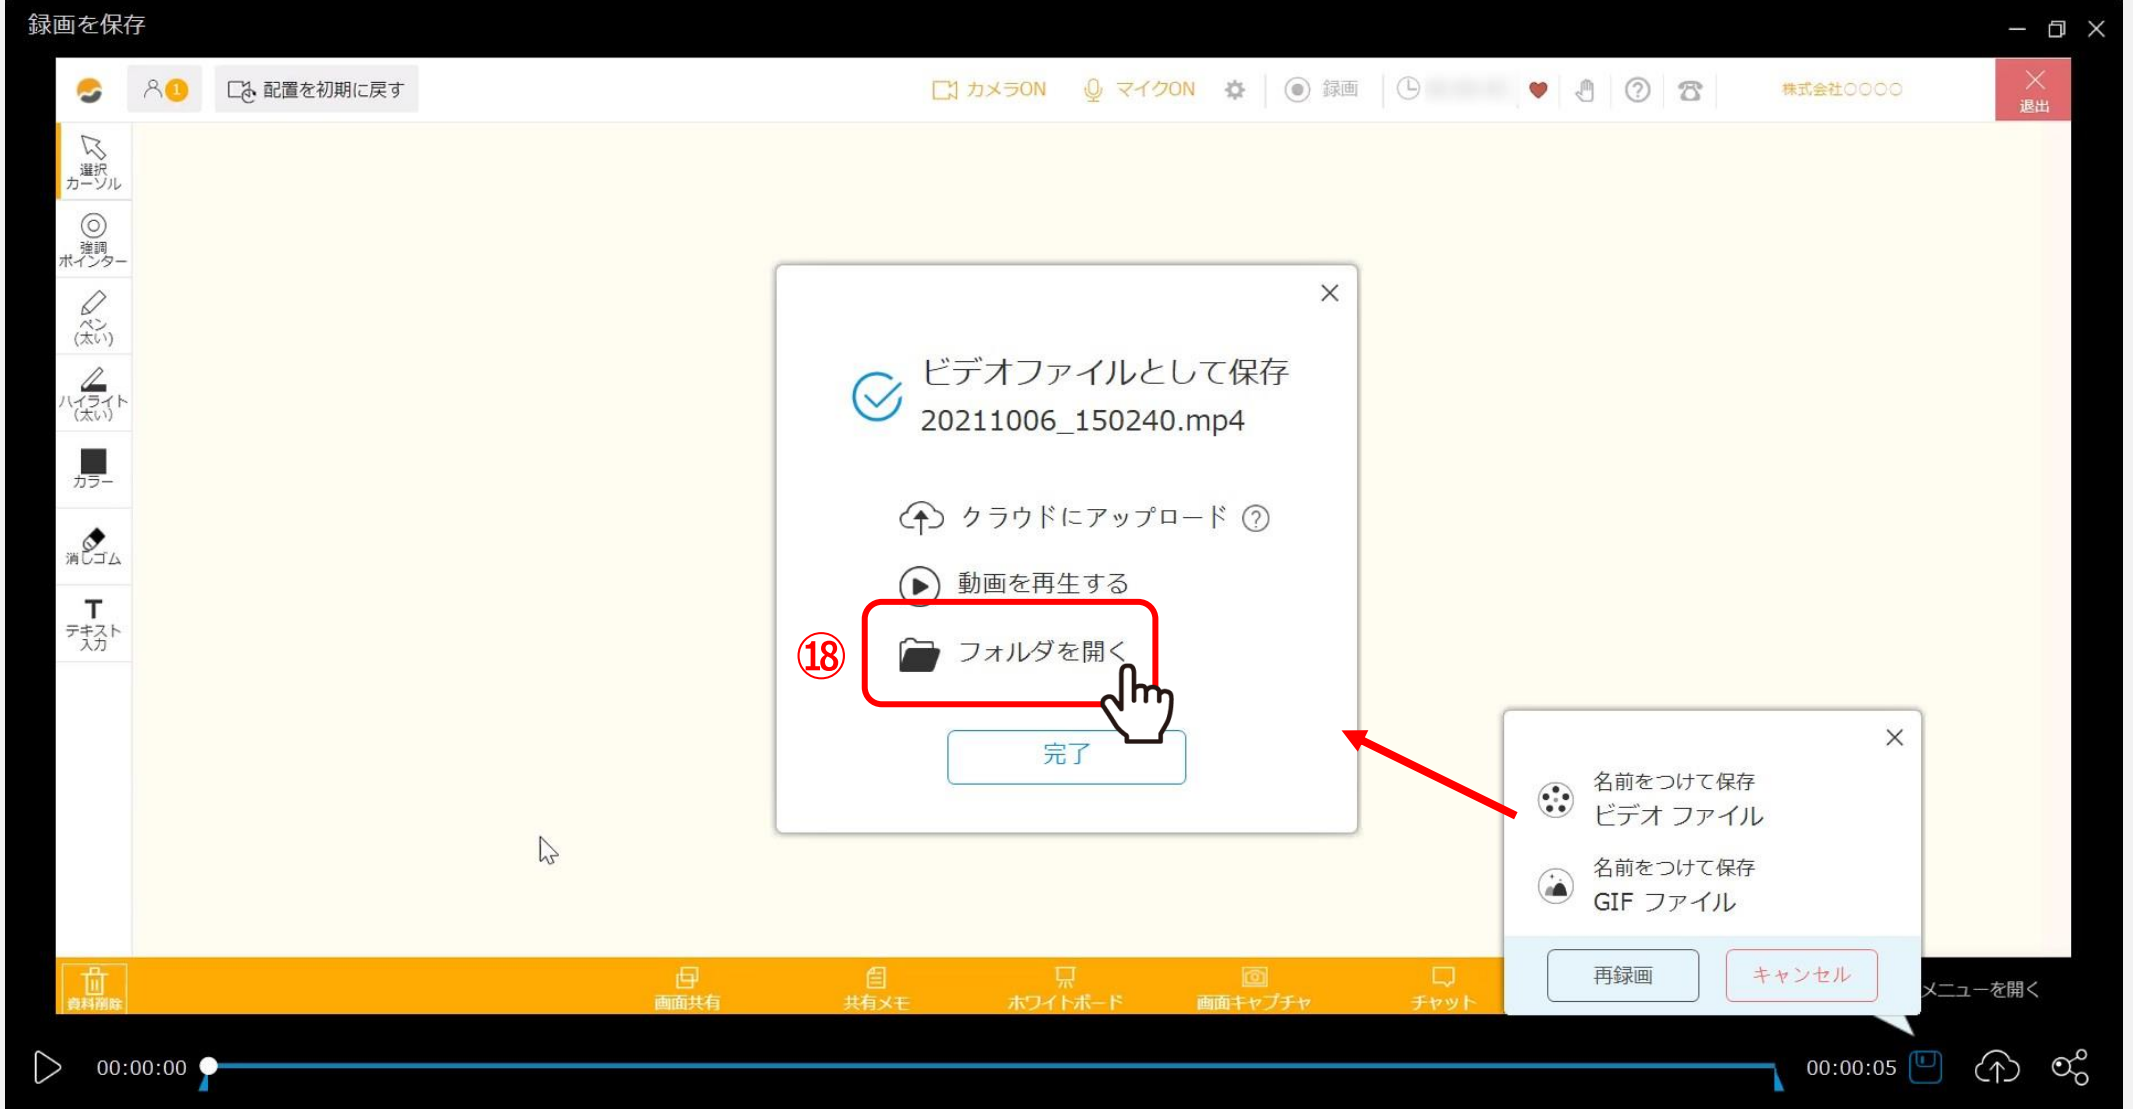 録画を保存
1
配置を初期に戻す
カメラON
マイクON
録画
株式会社○○○○
退出
選択
カーソル
強調
ポインター
ペン
(太い)
ハイライト
(太い)
カラー
消しゴム
T
テキスト
入力
ビデオファイルとして保存
20211006_150240.mp4
クラウドにアップロード ?
動画を再生する
⑱
フォルダを開く
完了
名前をつけて保存
ビデオ ファイル
名前をつけて保存
GIF ファイル
再録画
キャンセル
資料削除
画面共有
共有メモ
ホワイトボード
画面キャプチャ
チャット
メニューを開く
00:00:00
00:00:05